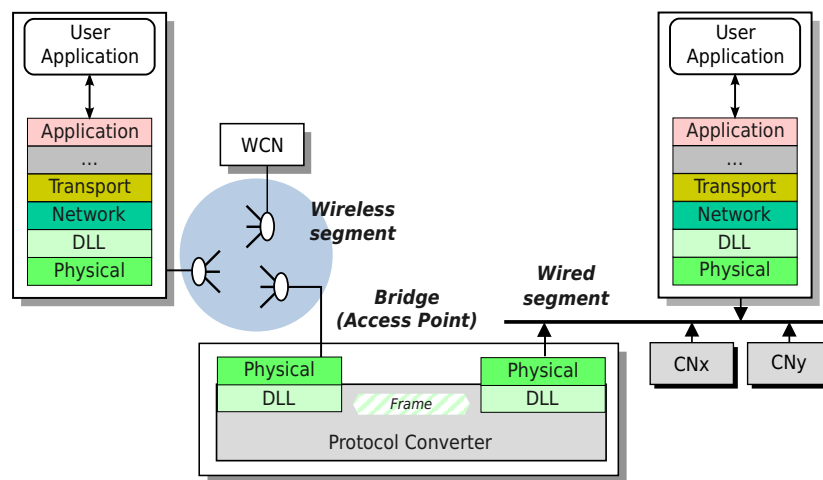 User
Application
Application
...
Transport
Network
DLL
Physical
WCN
Wireless
segment
Bridge
(Access Point)
Wired
segment
User
Application
Application
...
Transport
Network
DLL
Physical
CNx
CNy
Physical
DLL
Frame
Physical
DLL
Protocol Converter